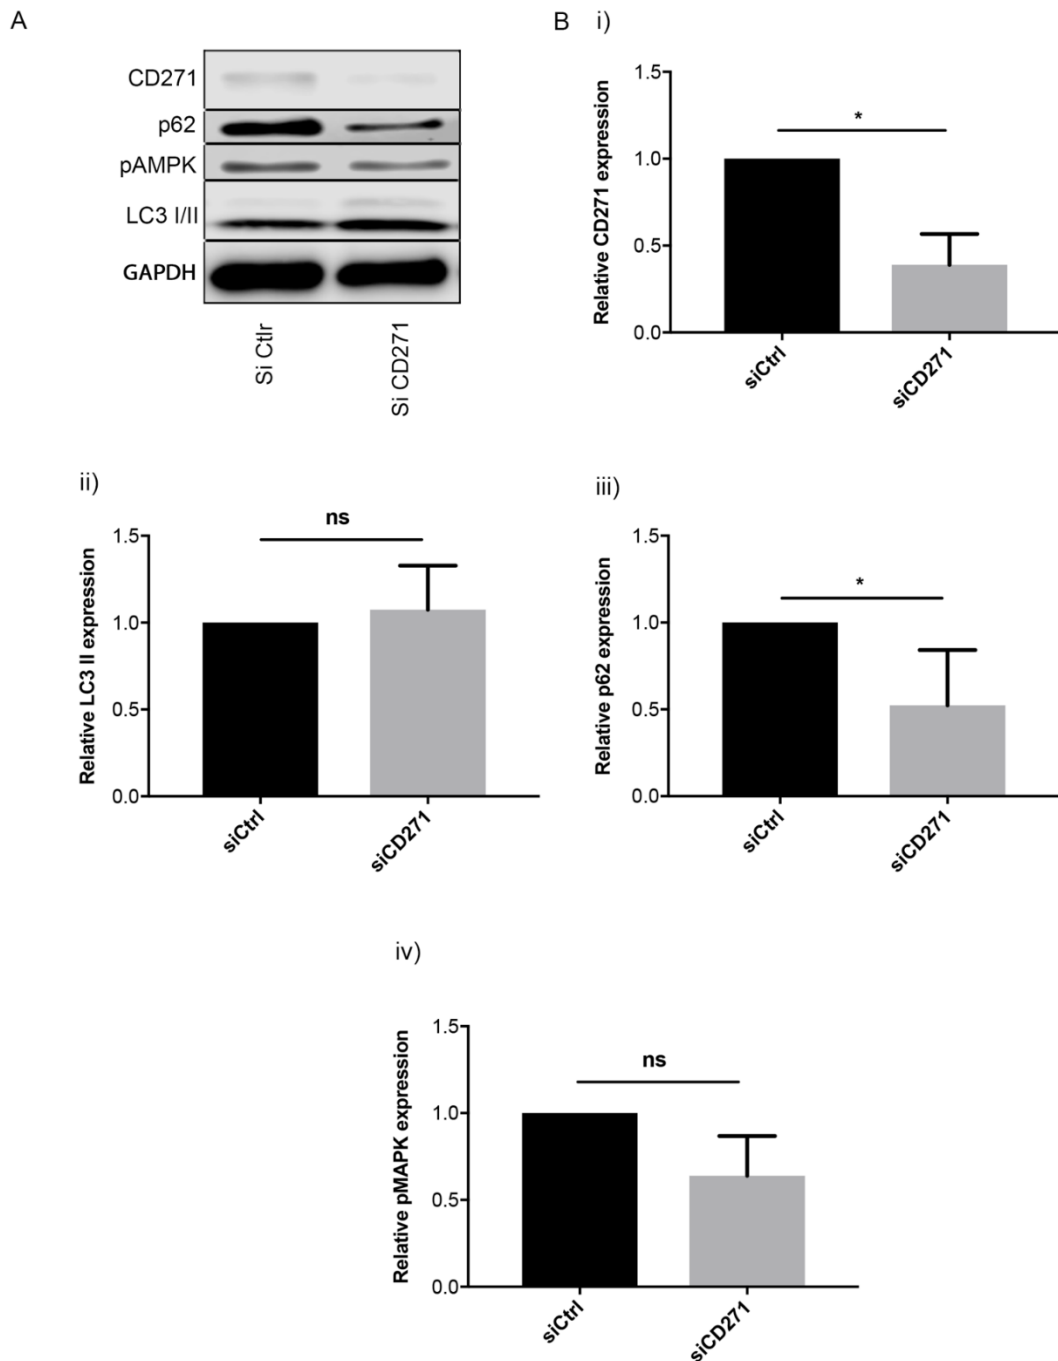 A
CD271
p62
pAMPK
LC3 I/II
GAPDH
Si Ctlr
Si CD271
B i)
Relative CD271 expression
1.5
1.0
0.5
0.0
*
siCtrl
siCD271
ii)
Relative LC3 II expression
1.5
1.0
0.5
0.0
ns
siCtrl
siCD271
iii)
Relative p62 expression
1.5
1.0
0.5
0.0
*
siCtrl
siCD271
iv)
Relative pMAPK expression
1.5
1.0
0.5
0.0
ns
siCtrl
siCD271